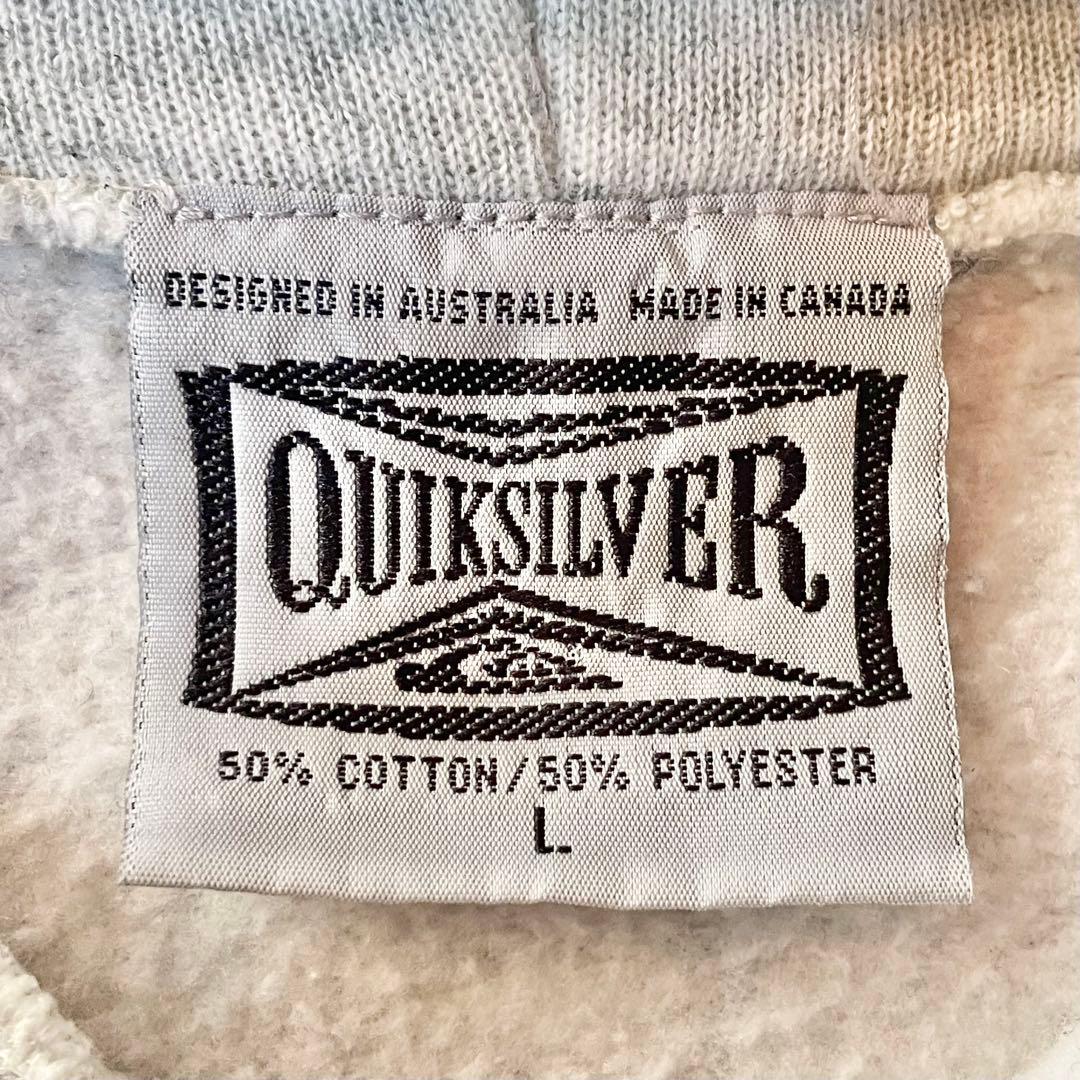 DESIGNED IN AUSTRALIA MADE IN CANADA
QUIKSILVER
50% COTTON/50% POLYESTER
L